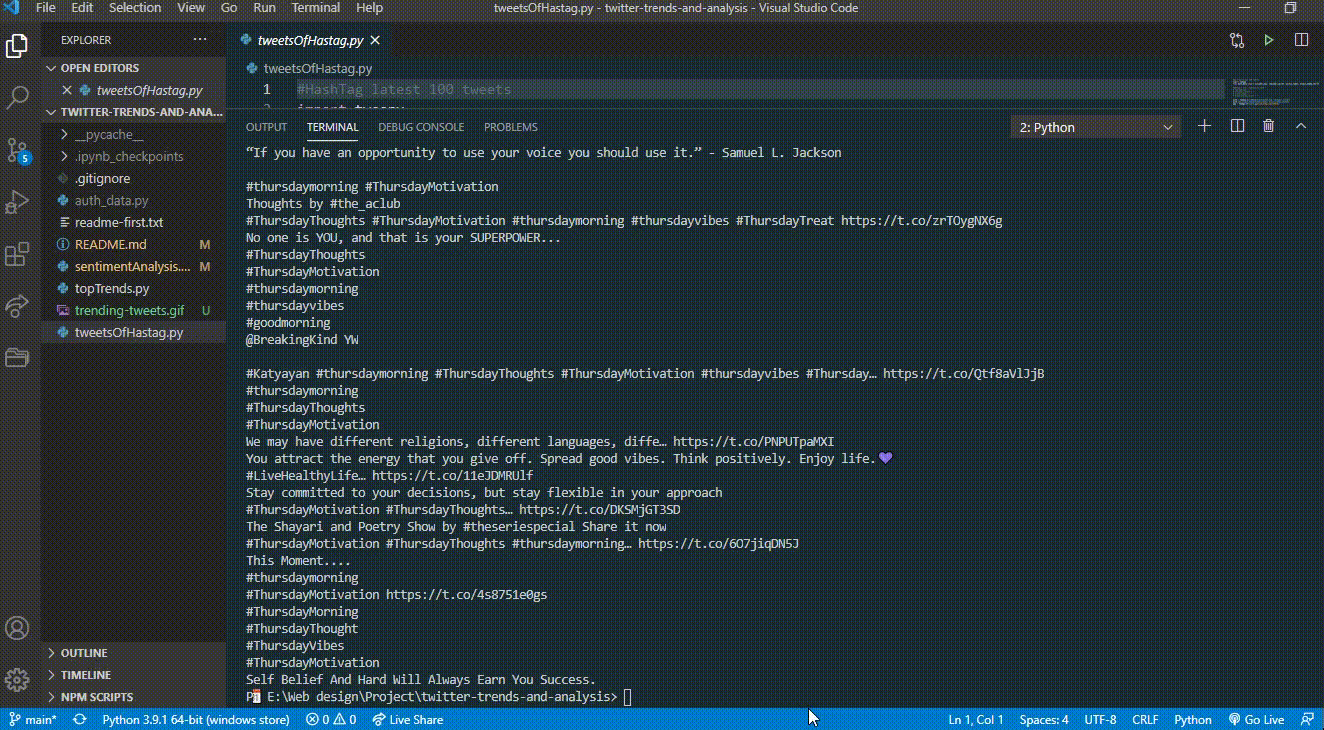 File Edit Selection View Go Run Terminal Help tweetsOfHastag.py - twitter-trends-and-analysis - Visual Studio Code
EXPLORER ...
OPEN EDITORS
tweetsOfHastag.py
TWITTER-TRENDS-AND-ANA...
__pycache__
.ipynb_checkpoints
.gitignore
auth_data.py
readme-first.txt
README.md M
sentimentAnalysis.... M
topTrends.py
trending-tweets.gif U
tweetsOfHastag.py
OUTLINE
TIMELINE
NPM SCRIPTS
5
tweetsOfHastag.py
tweetsOfHastag.py
1 #HashTag latest 100 tweets
2 import tweepy
OUTPUT TERMINAL DEBUG CONSOLE PROBLEMS 2: Python
“If you have an opportunity to use your voice you should use it.” - Samuel L. Jackson
#thursdaymorning #ThursdayMotivation
Thoughts by #the_aclub
#ThursdayThoughts #ThursdayMotivation #thursdaymorning #thursdayvibes #ThursdayTreat https://t.co/zrTOygNX6g
No one is YOU, and that is your SUPERPOWER...
#ThursdayThoughts
#ThursdayMotivation
#thursdaymorning
#thursdayvibes
#goodmorning
@BreakingKind YW
#Katyayan #thursdaymorning #ThursdayThoughts #ThursdayMotivation #thursdayvibes #Thursday… https://t.co/Qtf8aVlJjB
#thursdaymorning
#ThursdayThoughts
#ThursdayMotivation
We may have different religions, different languages, diffe… https://t.co/PNPUTpaMXI
You attract the energy that you give off. Spread good vibes. Think positively. Enjoy life.💜
#LiveHealthyLife… https://t.co/11eJDMRUlf
Stay committed to your decisions, but stay flexible in your approach
#ThursdayMotivation #ThursdayThoughts… https://t.co/DKSMjGT3SD
The Shayari and Poetry Show by #theseriespecial Share it now
#ThursdayMotivation #ThursdayThoughts #thursdaymorning… https://t.co/6O7jiqDN5J
This Moment....
#thursdaymorning
#ThursdayMotivation https://t.co/4s8751e0gs
#ThursdayMorning
#ThursdayThought
#ThursdayVibes
#ThursdayMotivation
Self Belief And Hard Will Always Earn You Success.
E:\Web design\Project\twitter-trends-and-analysis>
main* Python 3.9.1 64-bit (windows store) 0 0 Live Share Ln 1, Col 1 Spaces: 4 UTF-8 CRLF Python Go Live